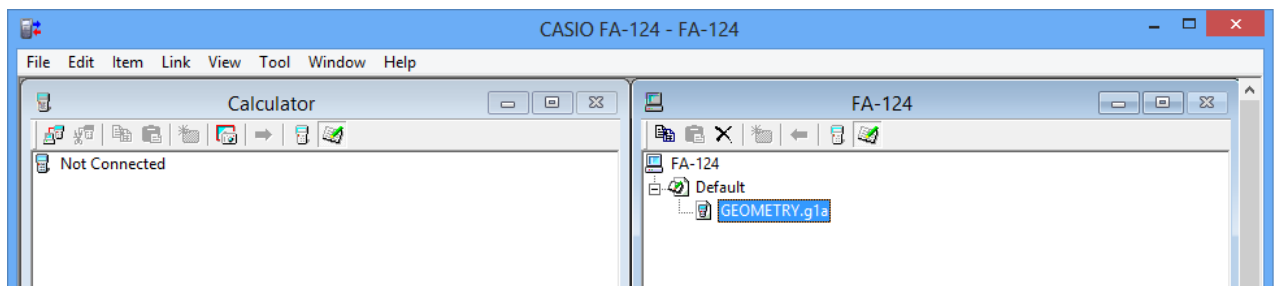 CASIO FA-124 - FA-124
File Edit Item Link View Tool Window Help
Calculator
Not Connected
FA-124
FA-124
Default
GEOMETRY.g1a